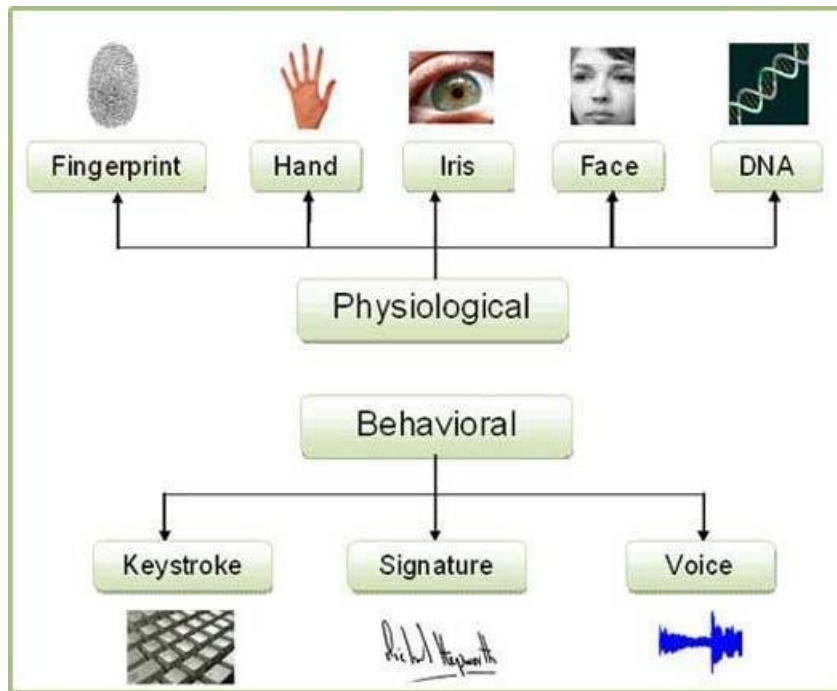 Fingerprint
Hand
Iris
Face
DNA
Physiological
Behavioral
Keystroke
Signature
Voice